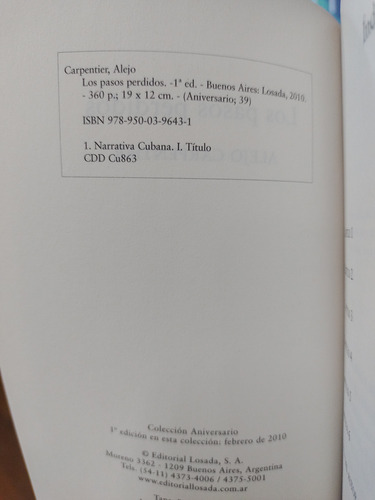 Carpentier, Alejo
Los pasos perdidos. -1ª ed. - Buenos Aires: Losada, 2010.
- 360 p.; 19 x 12 cm. - (Aniversario; 39)
ISBN 978-950-03-9643-1
1. Narrativa Cubana. I. Título
CDD Cu863
Colección Aniversario
1ª edición en esta colección: febrero de 2010
© Editorial Losada, S. A.
Moreno 3362 - 1209 Buenos Aires, Argentina
Tels. (54-11) 4373-4006 / 4375-5001
www.editoriallosada.com.ar